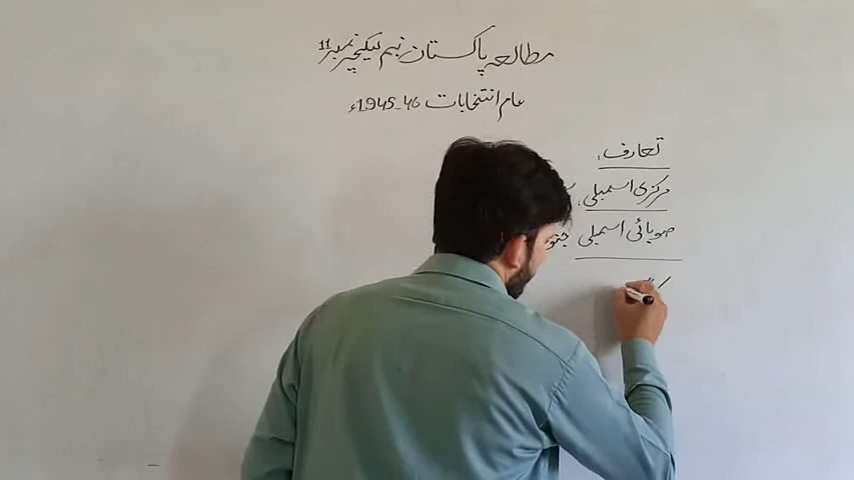 مطالعہ پاکستان نہم لیکچر نمبر 11
عام انتخابات 46-1945ء
تعارف:
مرکزی اسمبلی:
صوبائی اسمبلی